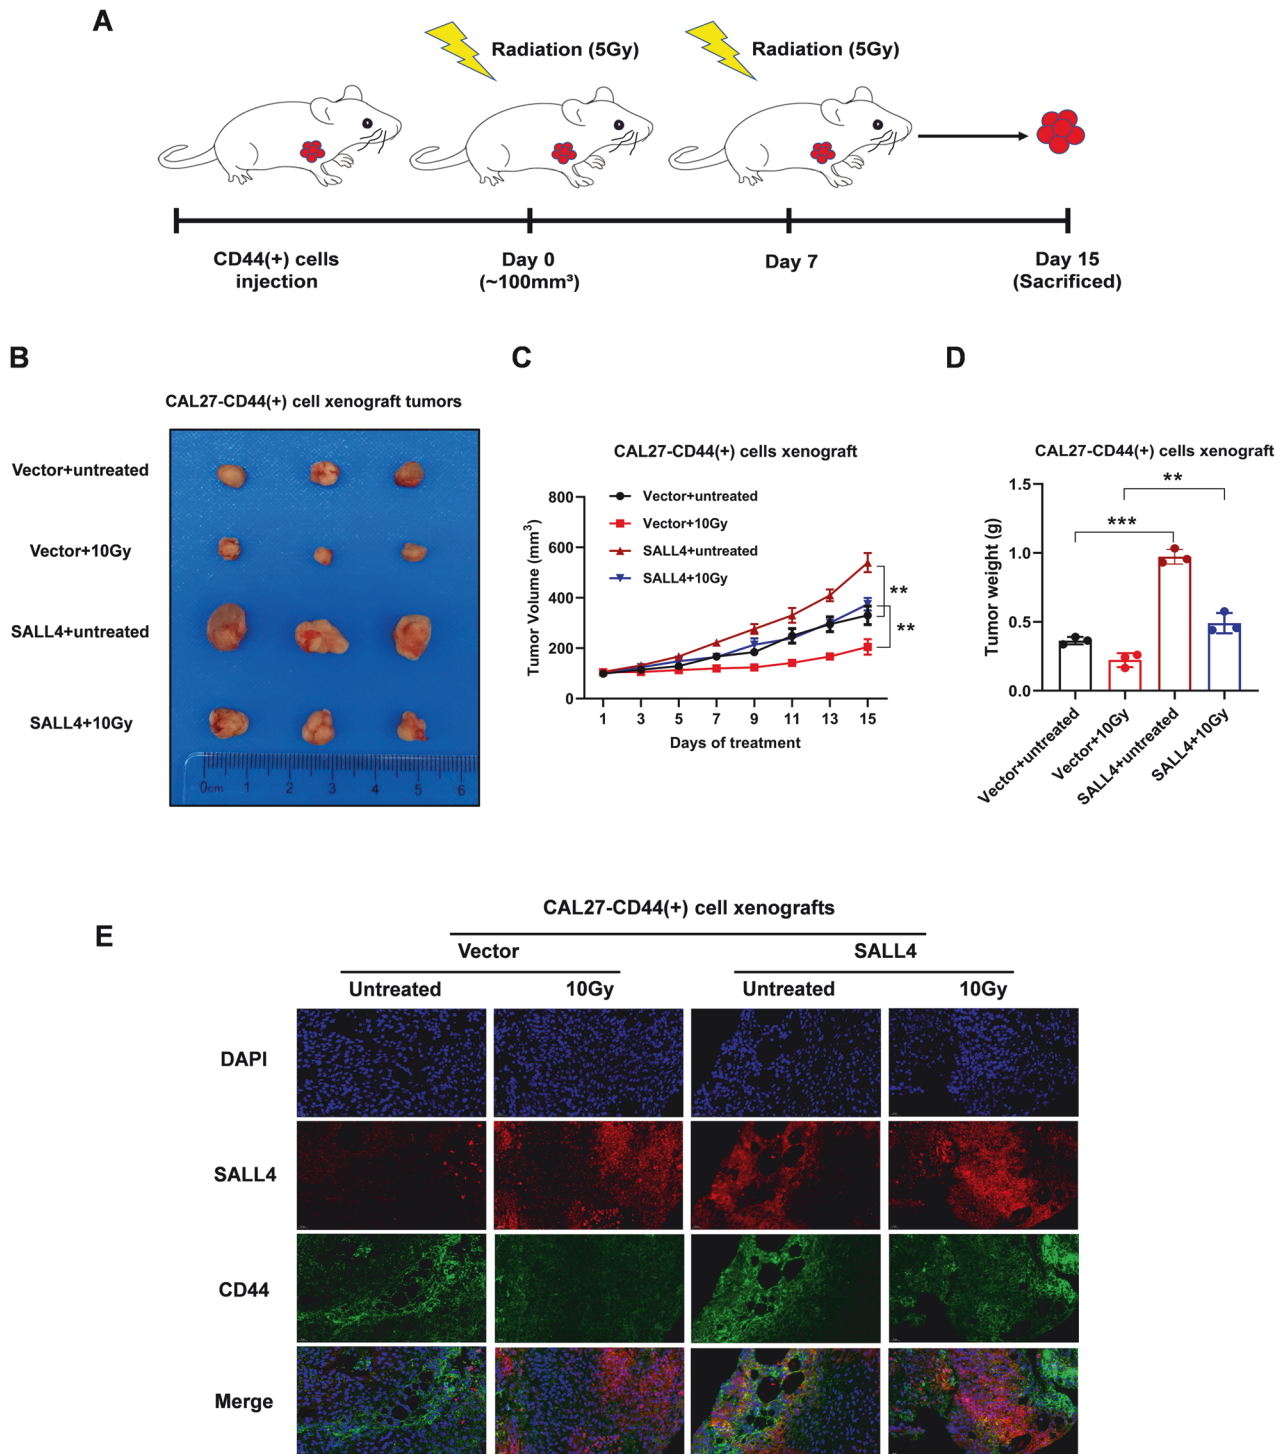 A
Radiation (5Gy)
Radiation (5Gy)
CD44(+) cells
injection
Day 0
(~100mm³)
Day 7
Day 15
(Sacrificed)
B
CAL27-CD44(+) cell xenograft tumors
Vector+untreated
Vector+10Gy
SALL4+untreated
SALL4+10Gy
0cm 1 2 3 4 5 6
C
CAL27-CD44(+) cells xenograft
Vector+untreated
Vector+10Gy
SALL4+untreated
SALL4+10Gy
Tumor Volume (mm³)
800
600
400
200
0
1 3 5 7 9 11 13 15
Days of treatment
**
**
D
CAL27-CD44(+) cells xenograft
Tumor weight (g)
1.5
1.0
0.5
0.0
**
***
Vector+untreated
Vector+10Gy
SALL4+untreated
SALL4+10Gy
E
CAL27-CD44(+) cell xenografts
Vector SALL4
Untreated 10Gy Untreated 10Gy
DAPI
SALL4
CD44
Merge